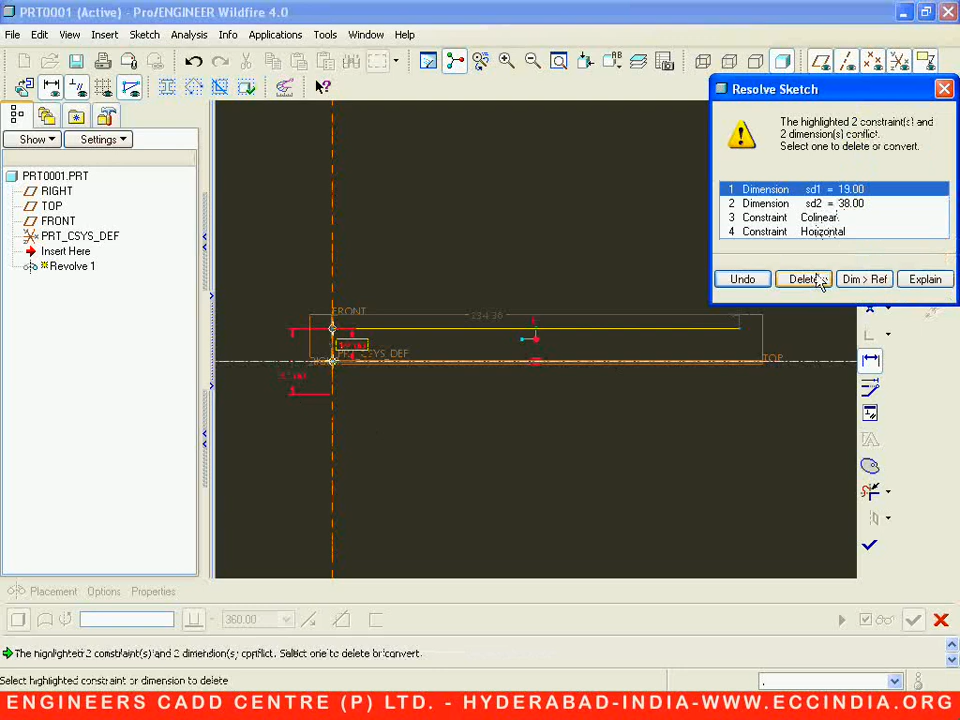 PRT0001 (Active) - Pro/ENGINEER Wildfire 4.0
File Edit View Insert Sketch Analysis Info Applications Tools Window Help
Show Settings
PRT0001.PRT
RIGHT
TOP
FRONT
PRT_CSYS_DEF
Insert Here
Revolve 1
Resolve Sketch
The highlighted 2 constraint(s) and
2 dimension(s) conflict.
Select one to delete or convert.
1 Dimension sd1 = 19.00
2 Dimension sd2 = 38.00
3 Constraint Colinear
4 Constraint Horizontal
Undo Delete Dim > Ref Explain
FRONT
PRT_CSYS_DEF
TOP
Placement Options Properties
360.00
The highlighted 2 constraint(s) and 2 dimension(s) conflict. Select one to delete or convert.
Select highlighted constraint or dimension to delete
ENGINEERS CADD CENTRE (P) LTD. - HYDERABAD-INDIA-WWW.ECCINDIA.ORG